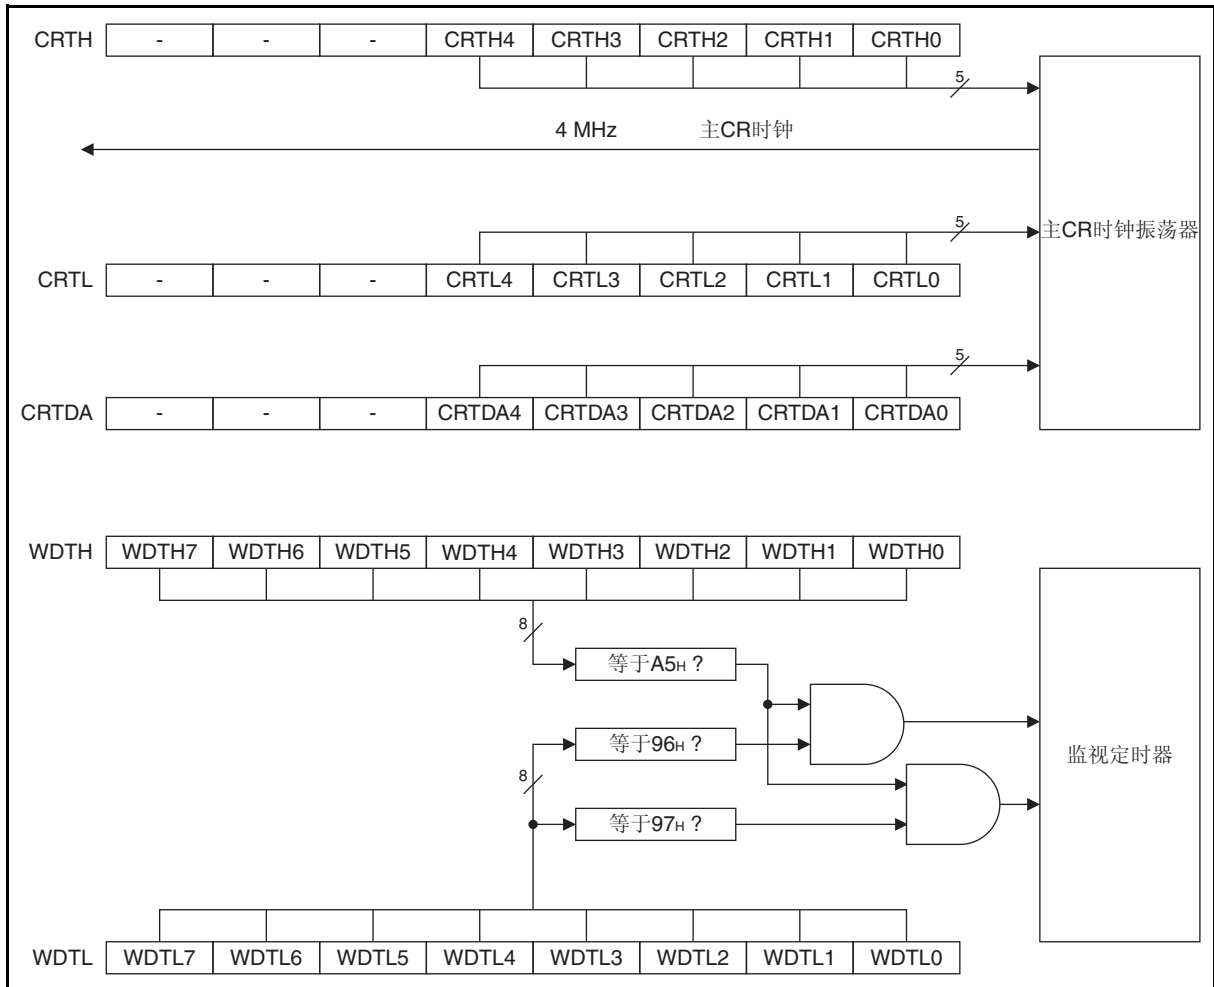 CRTH - - - CRTH4 CRTH3 CRTH2 CRTH1 CRTH0
5
4 MHz 主CR时钟
5
主CR时钟振荡器
CRTL - - - CRTL4 CRTL3 CRTL2 CRTL1 CRTL0
5
CRTDA - - - CRTDA4 CRTDA3 CRTDA2 CRTDA1 CRTDA0
WDTH WDTH7 WDTH6 WDTH5 WDTH4 WDTH3 WDTH2 WDTH1 WDTH0
8
等于A5H ?
等于96H ?
监视定时器
8
等于97H ?
WDTL WDTL7 WDTL6 WDTL5 WDTL4 WDTL3 WDTL2 WDTL1 WDTL0